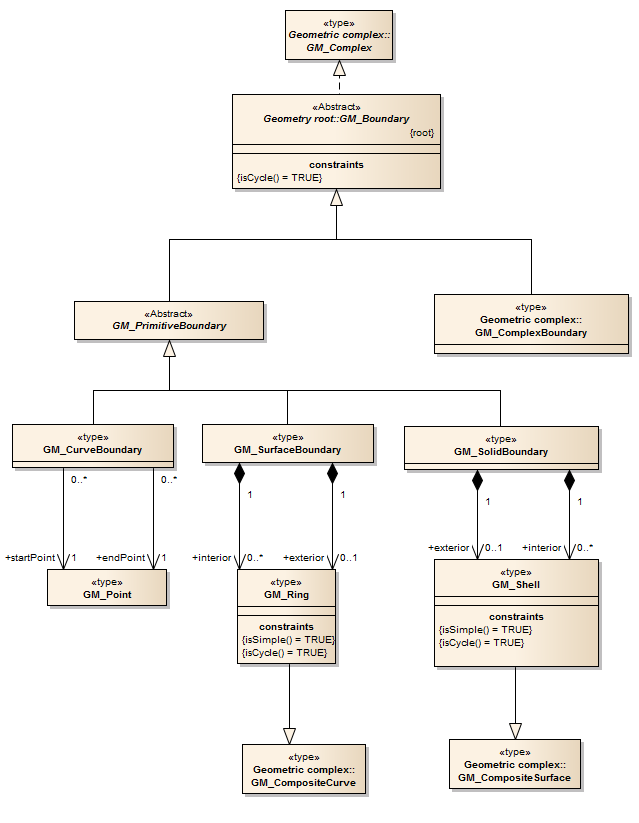 «type»
Geometric complex::
GM_Complex
«Abstract»
Geometry root::GM_Boundary
{root}
constraints
{isCycle() = TRUE}
«Abstract»
GM_PrimitiveBoundary
«type»
Geometric complex::
GM_ComplexBoundary
«type»
GM_CurveBoundary
«type»
GM_SurfaceBoundary
«type»
GM_SolidBoundary
0..*
0..*
1
1
1
1
+startPoint
1
+endPoint
1
+interior
0..*
+exterior
0..1
+exterior
0..1
+interior
0..*
«type»
GM_Point
«type»
GM_Ring
constraints
{isSimple() = TRUE}
{isCycle() = TRUE}
«type»
GM_Shell
constraints
{isSimple() = TRUE}
{isCycle() = TRUE}
«type»
Geometric complex::
GM_CompositeCurve
«type»
Geometric complex::
GM_CompositeSurface